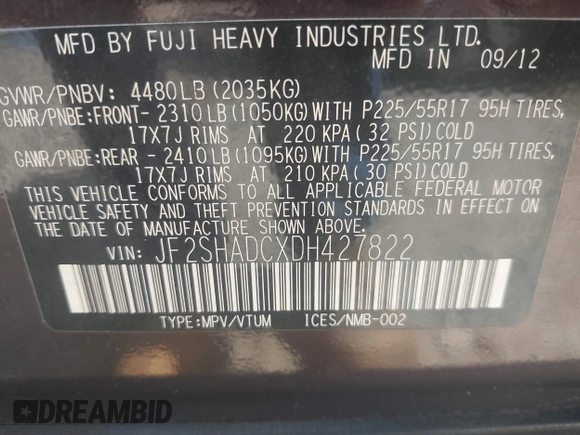 MFD BY FUJI HEAVY INDUSTRIES LTD.
MADE IN 09/12
GVWR/PNBV: 4480LB(2035KG)
GAWR/PNBE:FRONT- 2310LB(1050KG)WITH P225/55R17 95H TIRES,
17X7J RIMS AT 220 KPA(32 PSI)COLD
GAWR/PNBE:REAR - 2410LB(1095KG)WITH P225/55R17 95H TIRES,
17X7J RIMS AT 210 KPA(30 PSI)COLD
THIS VEHICLE CONFORMS TO ALL APPLICABLE FEDERAL MOTOR
VEHICLE SAFETY AND THEFT PREVENTION STANDARDS IN EFFECT ON
THE DATE OF MANUFACTURE SHOWN ABOVE.
VIN: JF2SHADCXDH427822
TYPE:MPV/VTUM ICES/NMB-002
DREAMBID